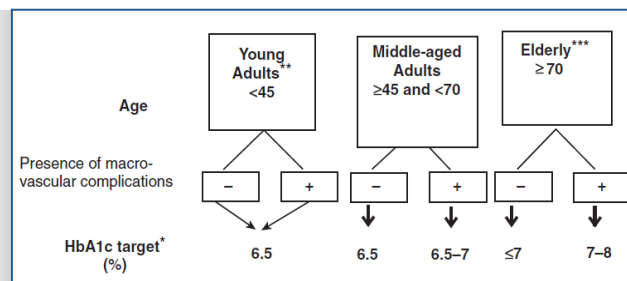 Young
Adults**
<45
Middle-aged
Adults
≥45 and <70
Elderly***
≥70
Age
Presence of macro-
vascular complications
– + – + – +
HbA1c target*
(%)
6.5 6.5 6.5–7 ≤7 7–8